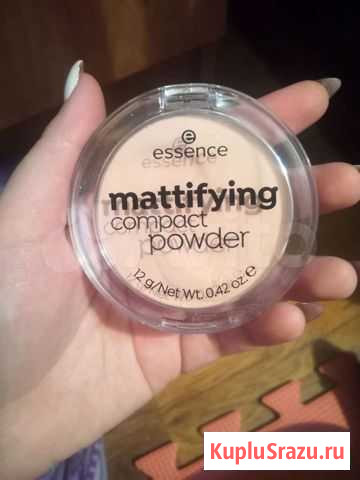 essence
mattifying
compact
powder
12 g/Net Wt. 0.42 oz. e
KupluSrazu.ru